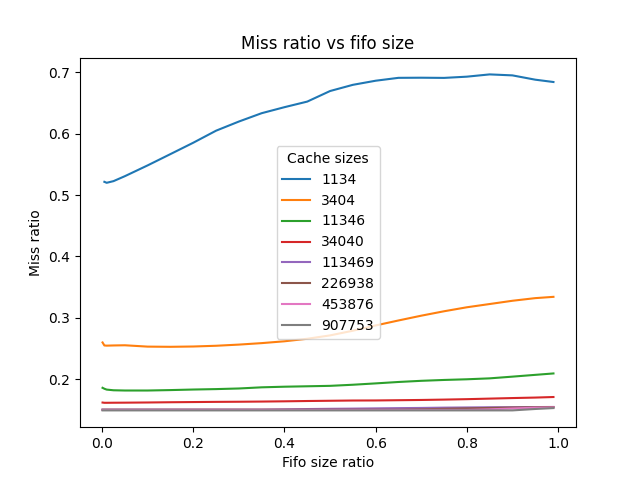 Miss ratio vs fifo size
0.7
0.6
0.5
0.4
0.3
0.2
Miss ratio
Cache sizes
1134
3404
11346
34040
113469
226938
453876
907753
0.0 0.2 0.4 0.6 0.8 1.0
Fifo size ratio